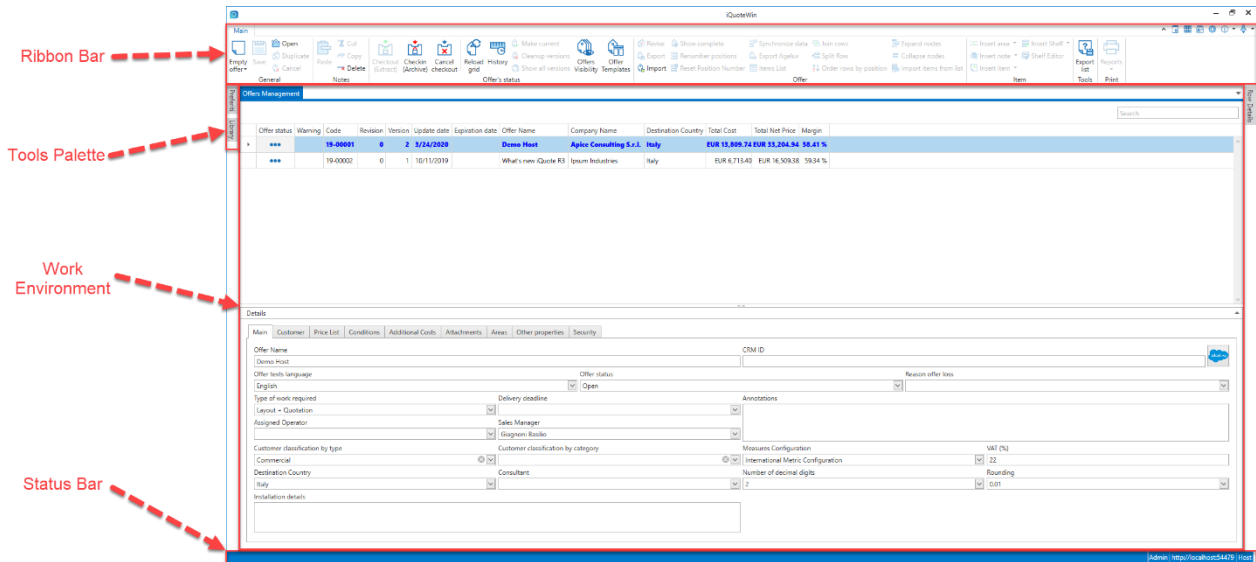 iQuoteWin
Main
Ribbon Bar
Empty offer Save Open Duplicate Cancel
General
Paste Cut Copy Delete
Notes
Checkout (Extract) Checkin (Archive) Cancel checkout Reload grid History Make current Cleanup versions Show all versions
Offer's status
Offers Visibility Offer Templates
Revise Show complete Synchronize data Join rows Expand nodes
Export Renumber positions Export Agelux Split Row Collapse nodes
Import Reset Position Number Items List Order rows by position Import items from list
Offer
Insert area Insert Shelf
Insert note Shelf Editor
Insert item
Item
Export list
Tools
Reports
Print
Preferiti
Library
Row Details
Offers Management
Search
Tools Palette
Offer status Warning Code Revision Version Update date Expiration date Offer Name Company Name Destination Country Total Cost Total Net Price Margin
19-00001 0 2 3/24/2020 Demo Host Apice Consulting S.r.l. Italy EUR 13,809.74 EUR 33,204.94 58.41 %
19-00002 0 1 10/11/2019 What's new iQuote R3 Ipsum Industries Italy EUR 6,713.40 EUR 16,509.38 59.34 %
Work
Environment
Details
Main Customer Price List Conditions Additional Costs Attachments Areas Other properties Security
Offer Name CRM ID
Demo Host
Offer texts language Offer status Reason offer loss
English Open
Type of work required Delivery deadline Annotations
Layout + Quotation
Assigned Operator Sales Manager
Giagnoni Basilio
Customer classification by type Customer classification by category Measures Configuration VAT (%)
Commercial International Metric Configuration 22
Destination Country Consultant Number of decimal digits Rounding
Italy 2 0.01
Installation details
Status Bar
Admin http://localhost:54479 Host